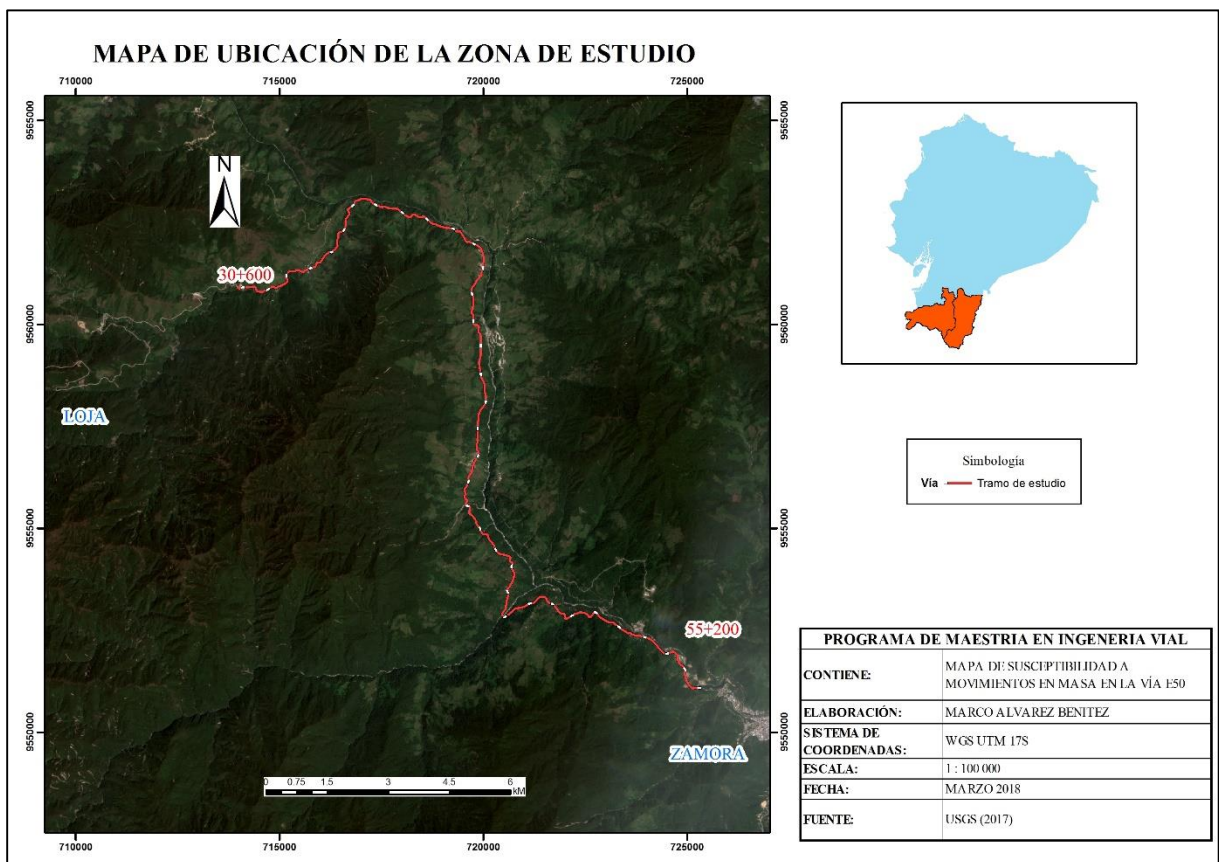 MAPA DE UBICACIÓN DE LA ZONA DE ESTUDIO
710000 715000 720000 725000
9565000 9565000
N
30+600
9560000 9560000
LOJA
9555000 9555000
55+200
9550000 9550000
ZAMORA
0 0.75 1.5 3 4.5 6
KM
710000 715000 720000 725000
Simbología
Vía Tramo de estudio
PROGRAMA DE MAESTRIA EN INGENERIA VIAL
CONTIENE: MAPA DE SUSCEPTIBILIDAD A
MOVIMIENTOS EN MASA EN LA VÍA E50
ELABORACIÓN: MARCO ALVAREZ BENITEZ
SISTEMA DE
COORDENADAS: WGS UTM 17S
ESCALA: 1 : 100 000
FECHA: MARZO 2018
FUENTE: USGS (2017)